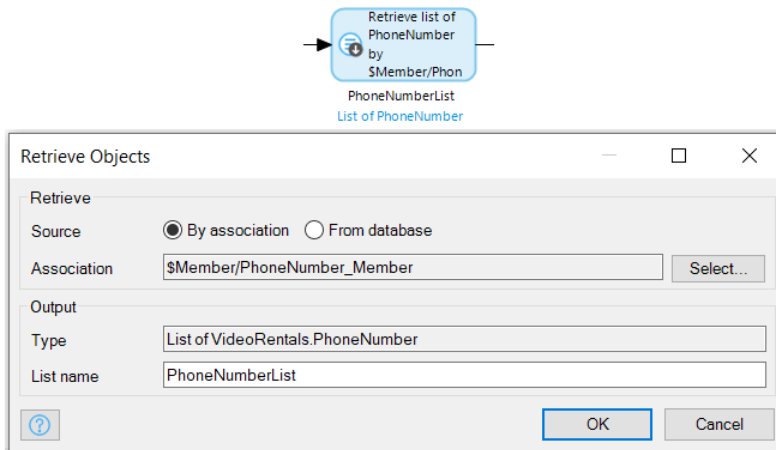 Retrieve list of
PhoneNumber
by
$Member/Phon
PhoneNumberList
List of PhoneNumber
Retrieve Objects
Retrieve
Source By association From database
Association $Member/PhoneNumber_Member Select...
Output
Type List of VideoRentals.PhoneNumber
List name PhoneNumberList
? OK Cancel